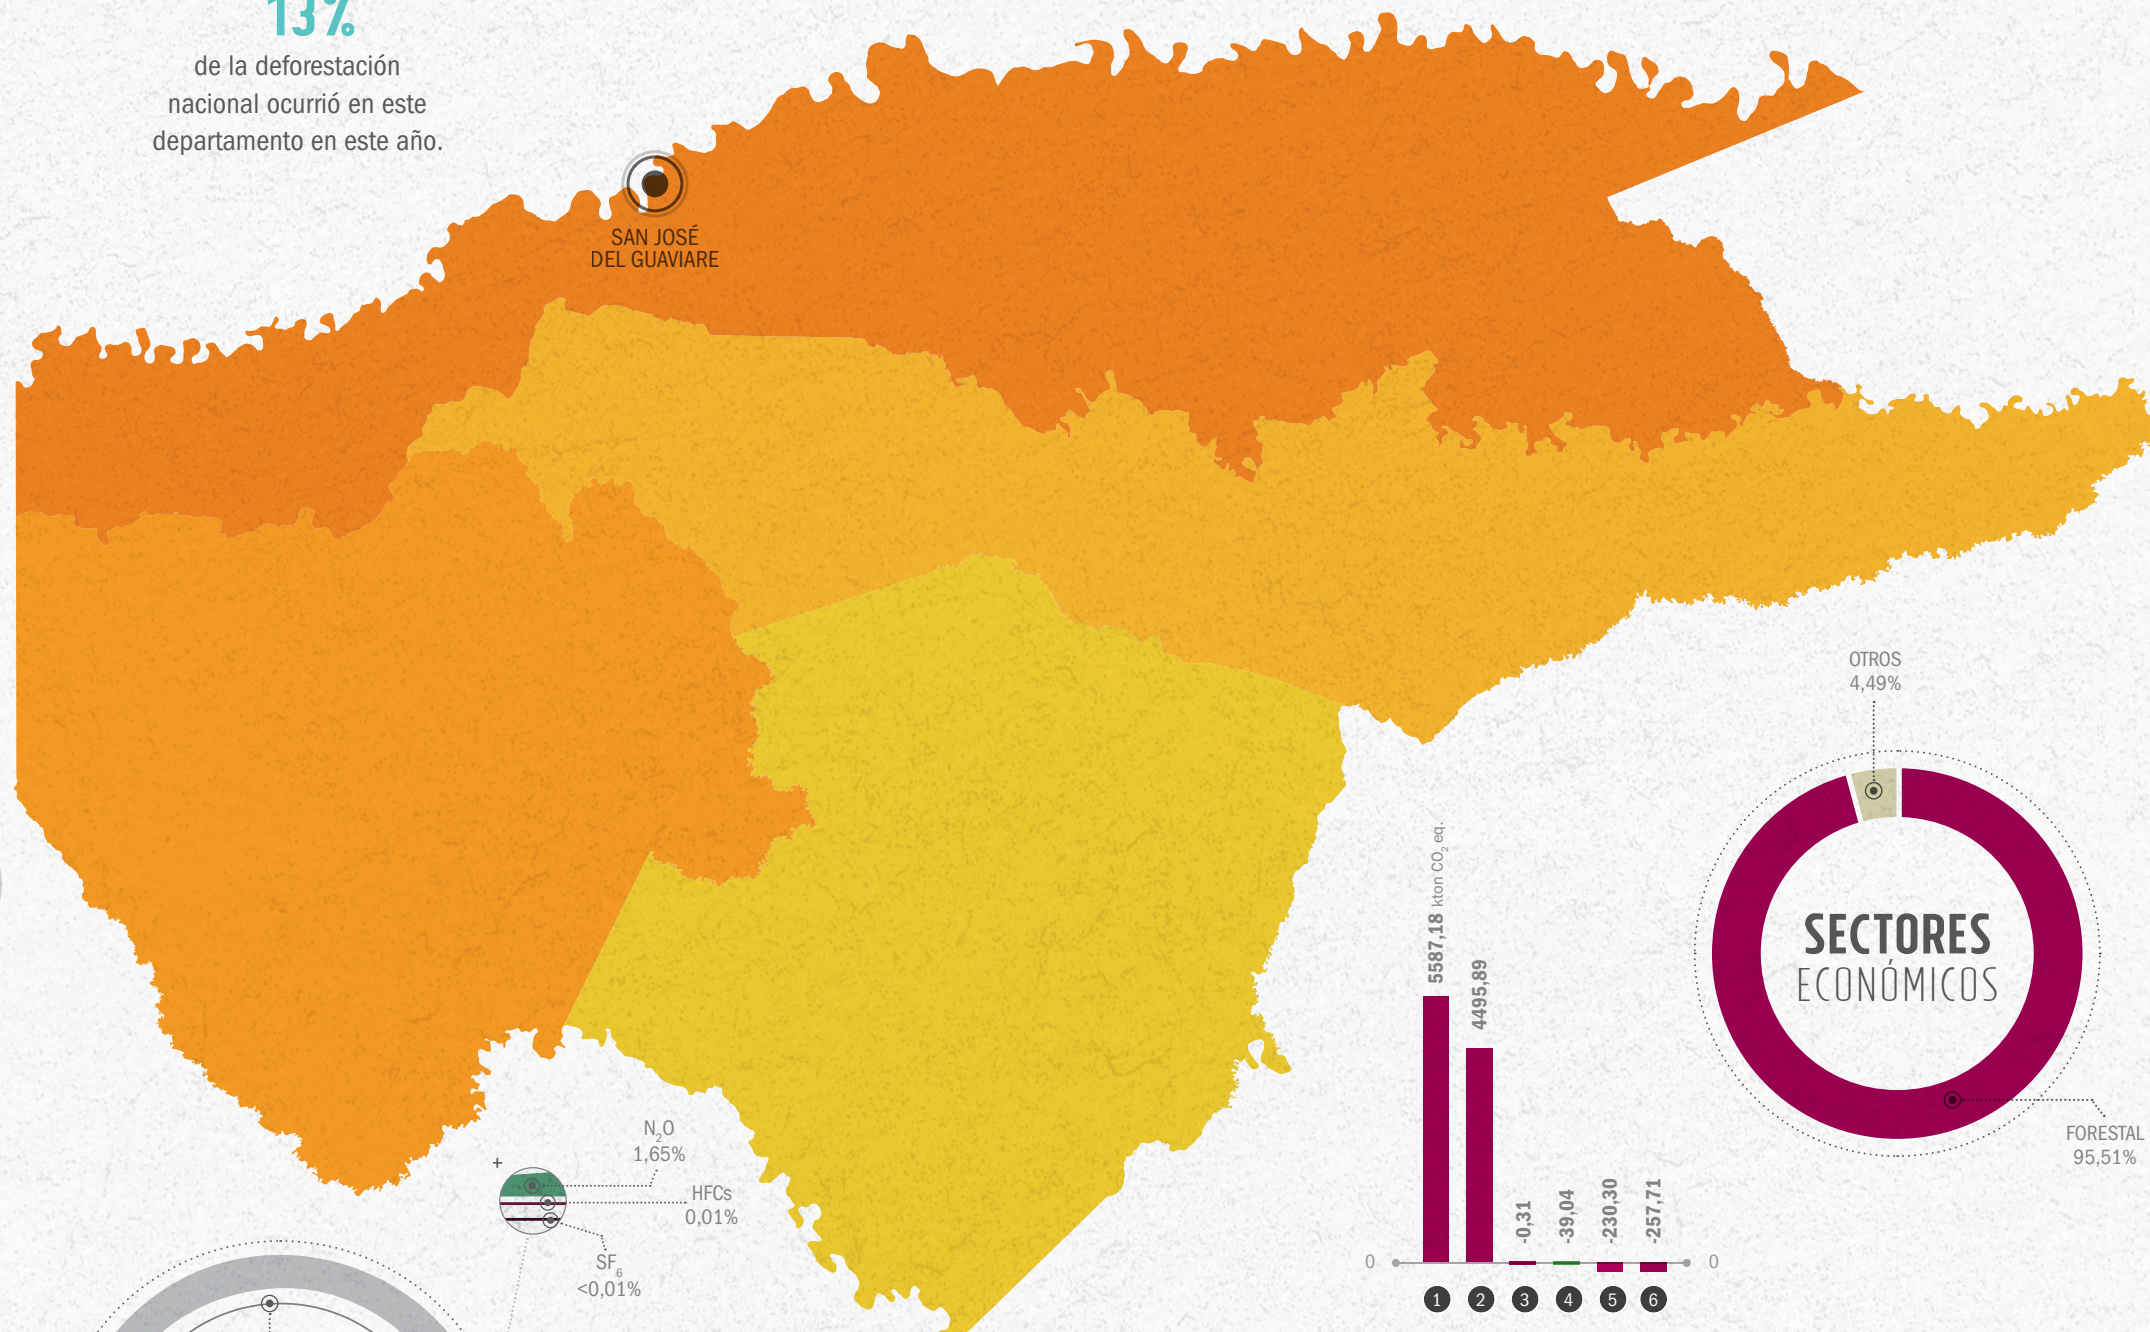 13%
de la deforestación
nacional ocurrió en este
departamento en este año.
SAN JOSÉ
DEL GUAVIARE
OTROS
4,49%
SECTORES
ECONÓMICOS
FORESTAL
95,51%
5587,18 kton CO₂ eq.
4495,89
-0,31
-39,04
-230,30
-257,71
0
0
1 2 3 4 5 6
+
N₂O
1,65%
HFCs
0,01%
SF₆
<0,01%